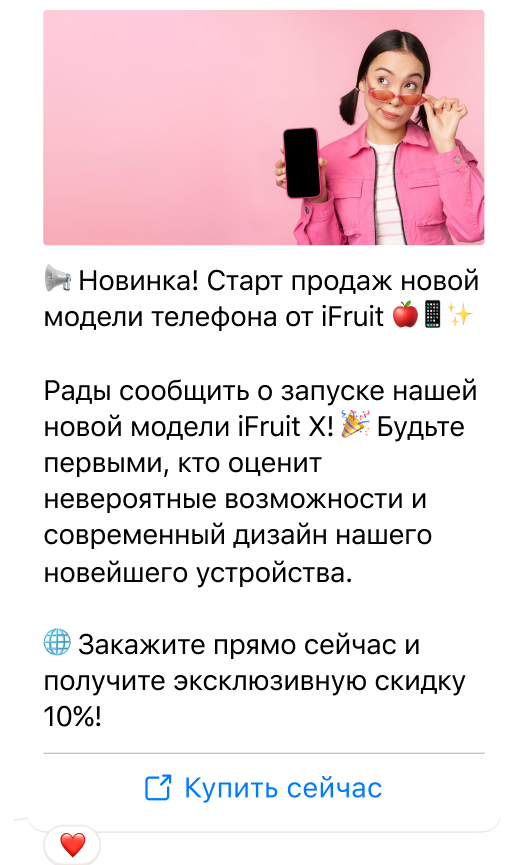 📢 Новинка! Старт продаж новой
модели телефона от iFruit 🍎📱✨
Рады сообщить о запуске нашей
новой модели iFruit X! 🎉 Будьте
первыми, кто оценит
невероятные возможности и
современный дизайн нашего
новейшего устройства.
🌐 Закажите прямо сейчас и
получите эксклюзивную скидку
10%!
Купить сейчас